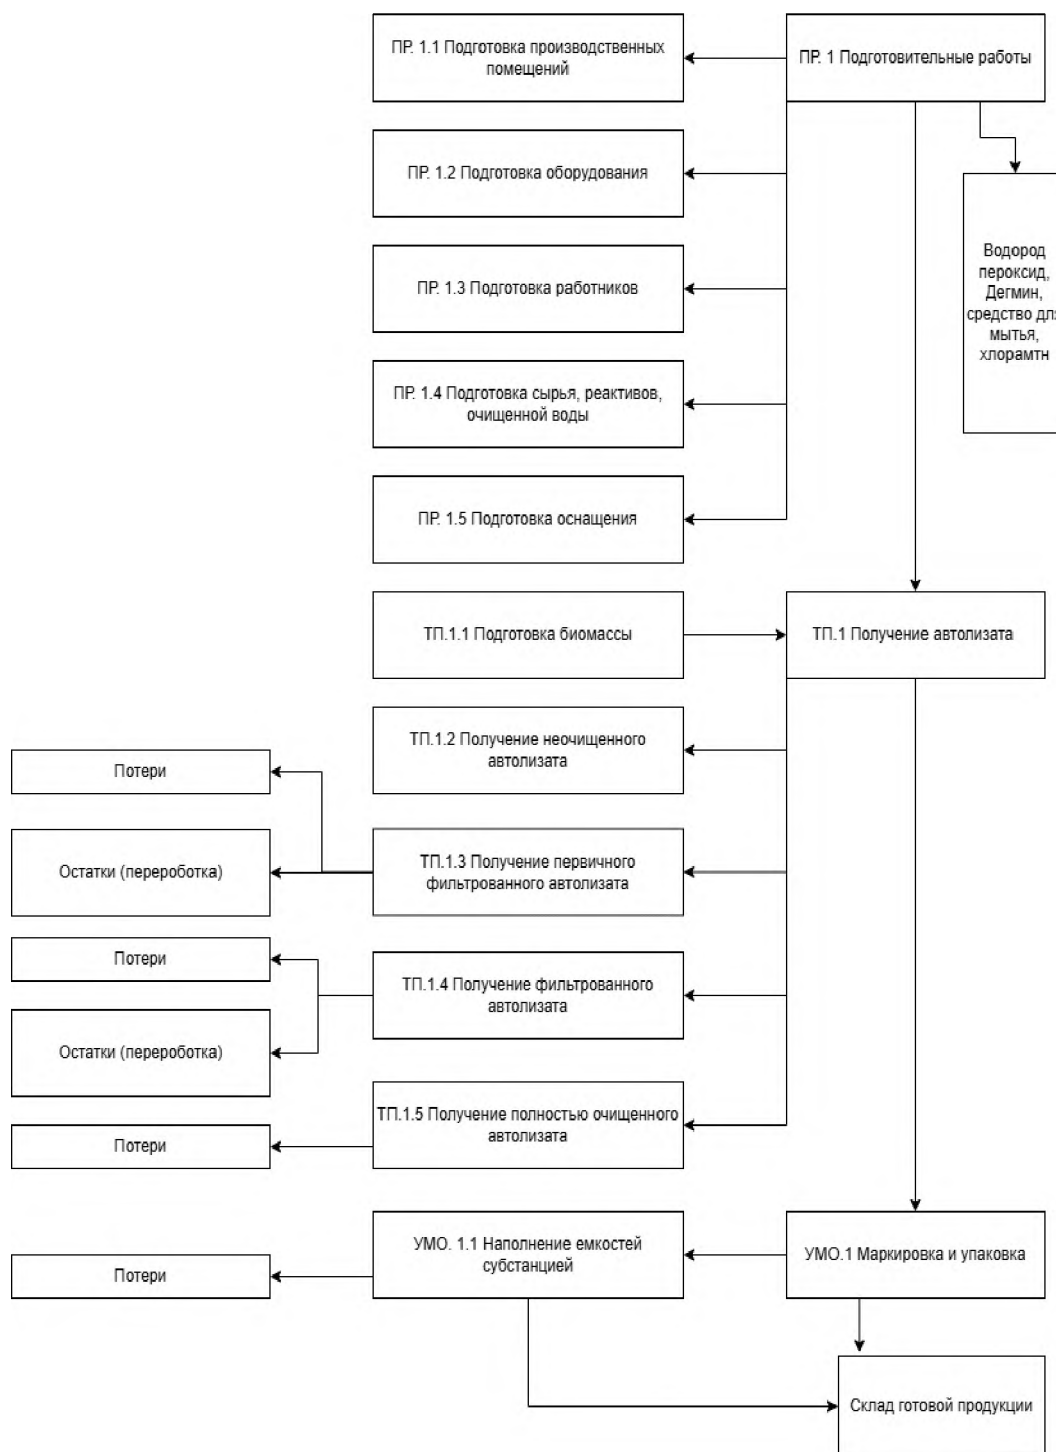 ПР. 1.1 Подготовка производственных
помещений
ПР. 1 Подготовительные работы
ПР. 1.2 Подготовка оборудования
Водород
пероксид,
Дегмин,
средство для
мытья,
хлорамтн
ПР. 1.3 Подготовка работников
ПР. 1.4 Подготовка сырья, реактивов,
очищенной воды
ПР. 1.5 Подготовка оснащения
ТП.1.1 Подготовка биомассы
ТП.1 Получение автолизата
ТП.1.2 Получение неочищенного
автолизата
Потери
ТП.1.3 Получение первичного
фильтрованного автолизата
Остатки (переработка)
Потери
ТП.1.4 Получение фильтрованного
автолизата
Остатки (переработка)
ТП.1.5 Получение полностью очищенного
автолизата
Потери
УМО. 1.1 Наполнение емкостей
субстанцией
УМО.1 Маркировка и упаковка
Потери
Склад готовой продукции